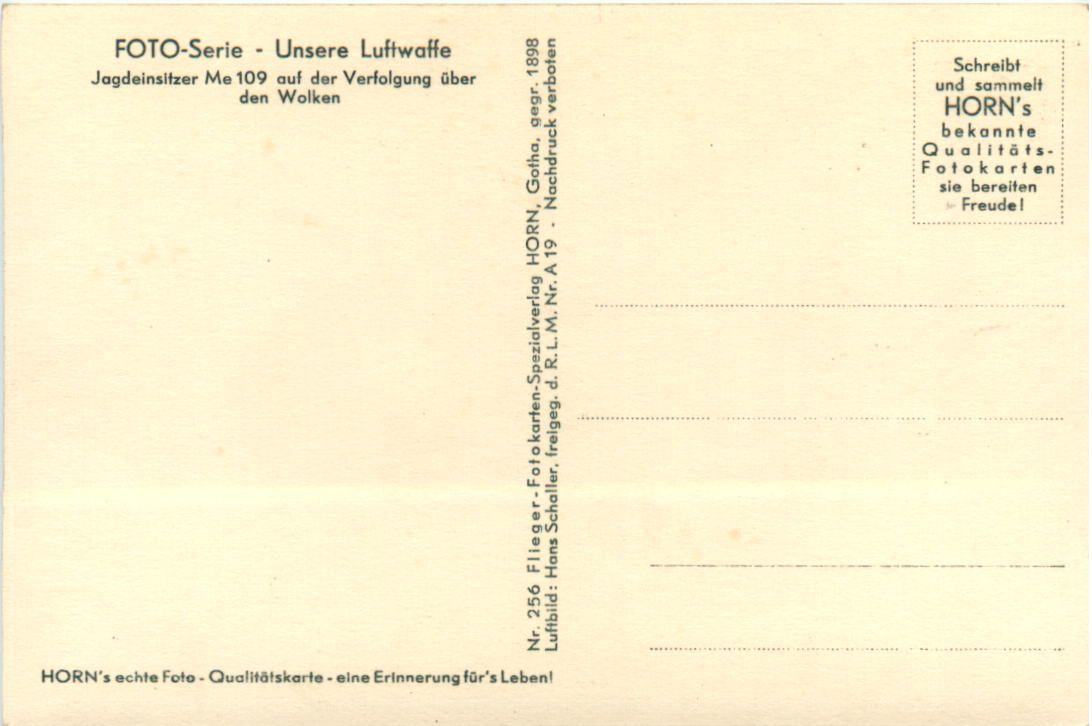 FOTO-Serie - Unsere Luftwaffe
Jagdeinsitzer Me 109 auf der Verfolgung über
den Wolken
Nr. 256 Flieger-Fotokarten-Spezialverlag HORN, Gotha, gegr. 1898
Luftbild: Hans Schaller, freigeg. d. R. L. M. Nr. A 19 - Nachdruck verboten
Schreibt
und sammelt
HORN's
bekannte
Qualitäts-
Fotokarten
sie bereiten
Freude!
HORN's echte Foto - Qualitätskarte - eine Erinnerung für's Leben!